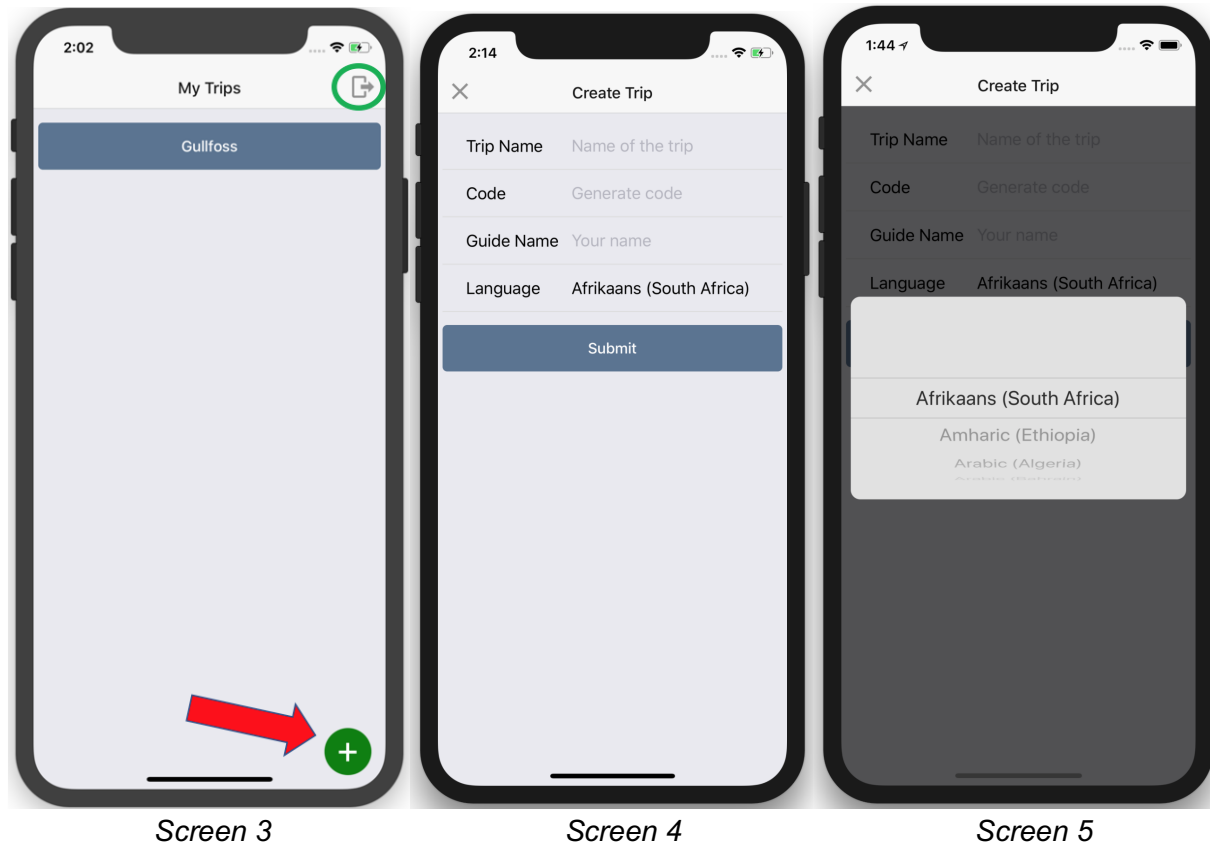 2:02
My Trips
Gullfoss
+
Screen 3
2:14
Create Trip
Trip Name Name of the trip
Code Generate code
Guide Name Your name
Language Afrikaans (South Africa)
Submit
Screen 4
1:44
Create Trip
Trip Name Name of the trip
Code Generate code
Guide Name Your name
Language Afrikaans (South Africa)
Afrikaans (South Africa)
Amharic (Ethiopia)
Arabic (Algeria)
Screen 5